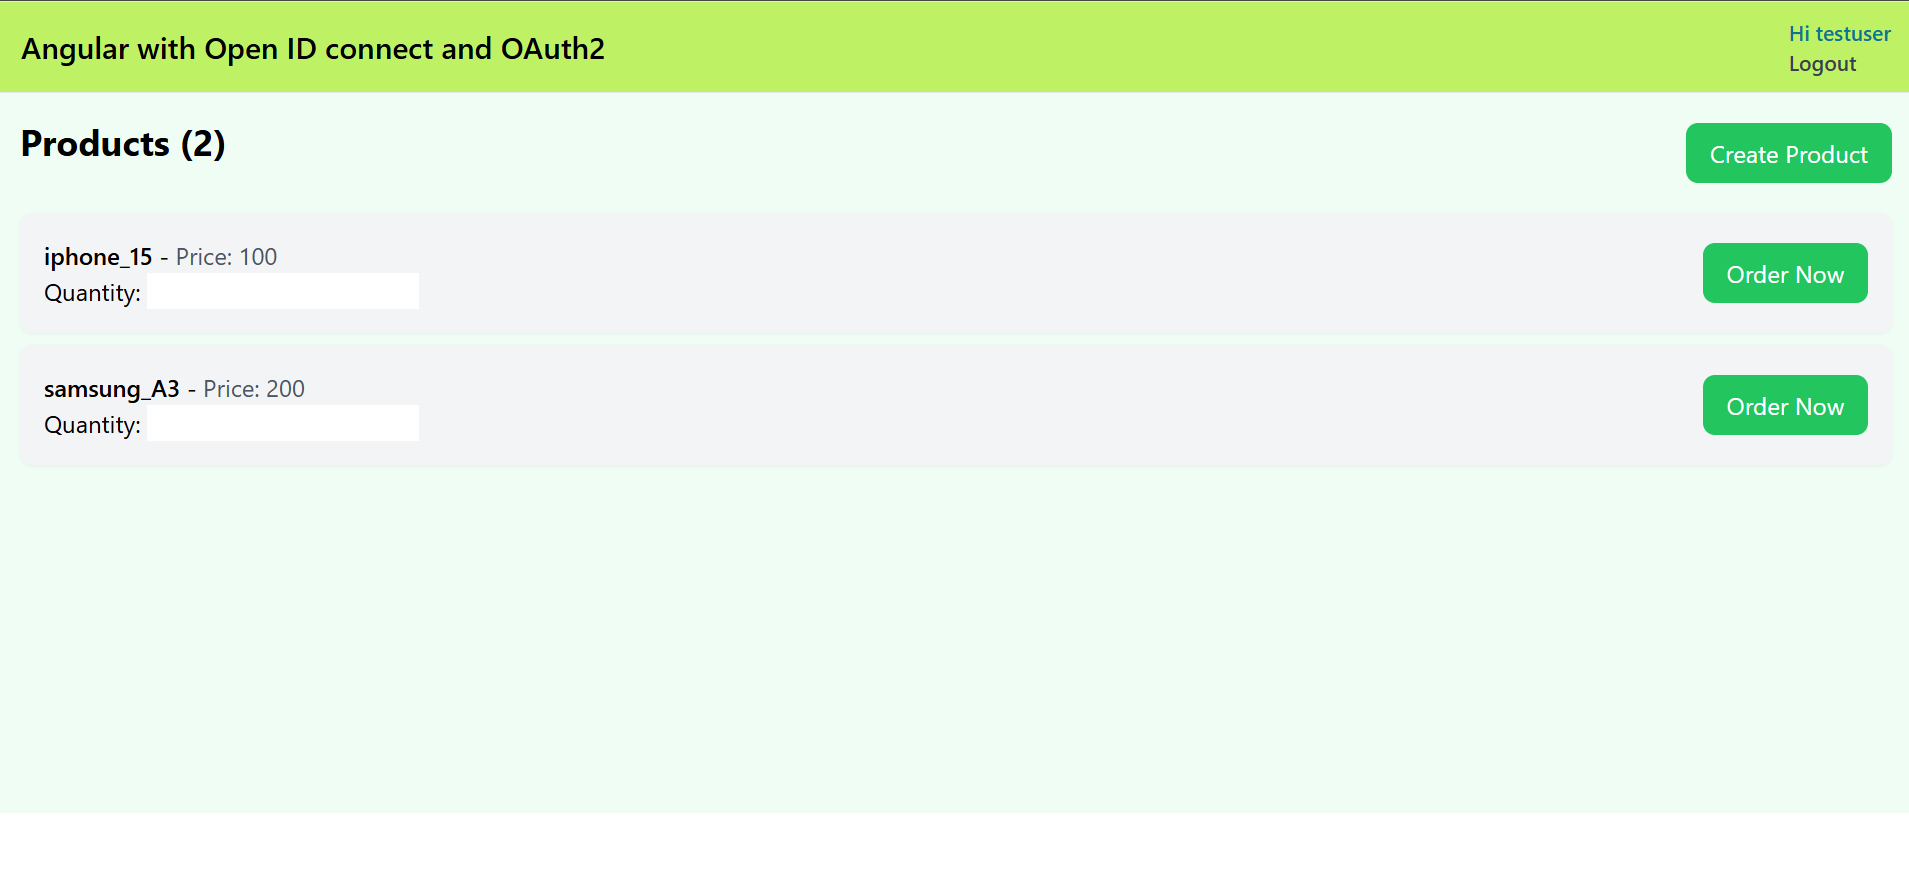 Angular with Open ID connect and OAuth2
Hi testuser
Logout
Products (2)
Create Product
iphone_15 - Price: 100
Quantity:
Order Now
samsung_A3 - Price: 200
Quantity:
Order Now